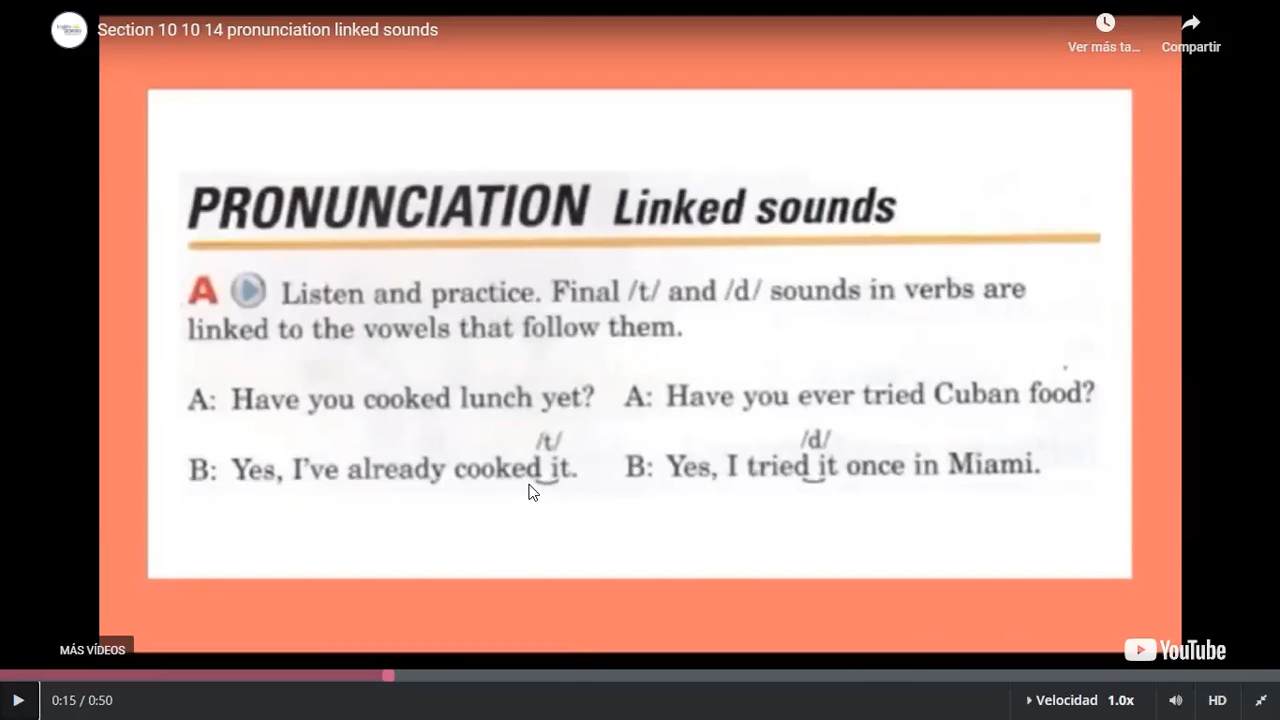 Section 10 10 14 pronunciation linked sounds
Ver más ta...
Compartir
PRONUNCIATION Linked sounds
A Listen and practice. Final /t/ and /d/ sounds in verbs are
linked to the vowels that follow them.
A: Have you cooked lunch yet?
/t/
B: Yes, I've already cooked it.
A: Have you ever tried Cuban food?
/d/
B: Yes, I tried it once in Miami.
MÁS VÍDEOS
YouTube
0:15 / 0:50
Velocidad 1.0x
HD